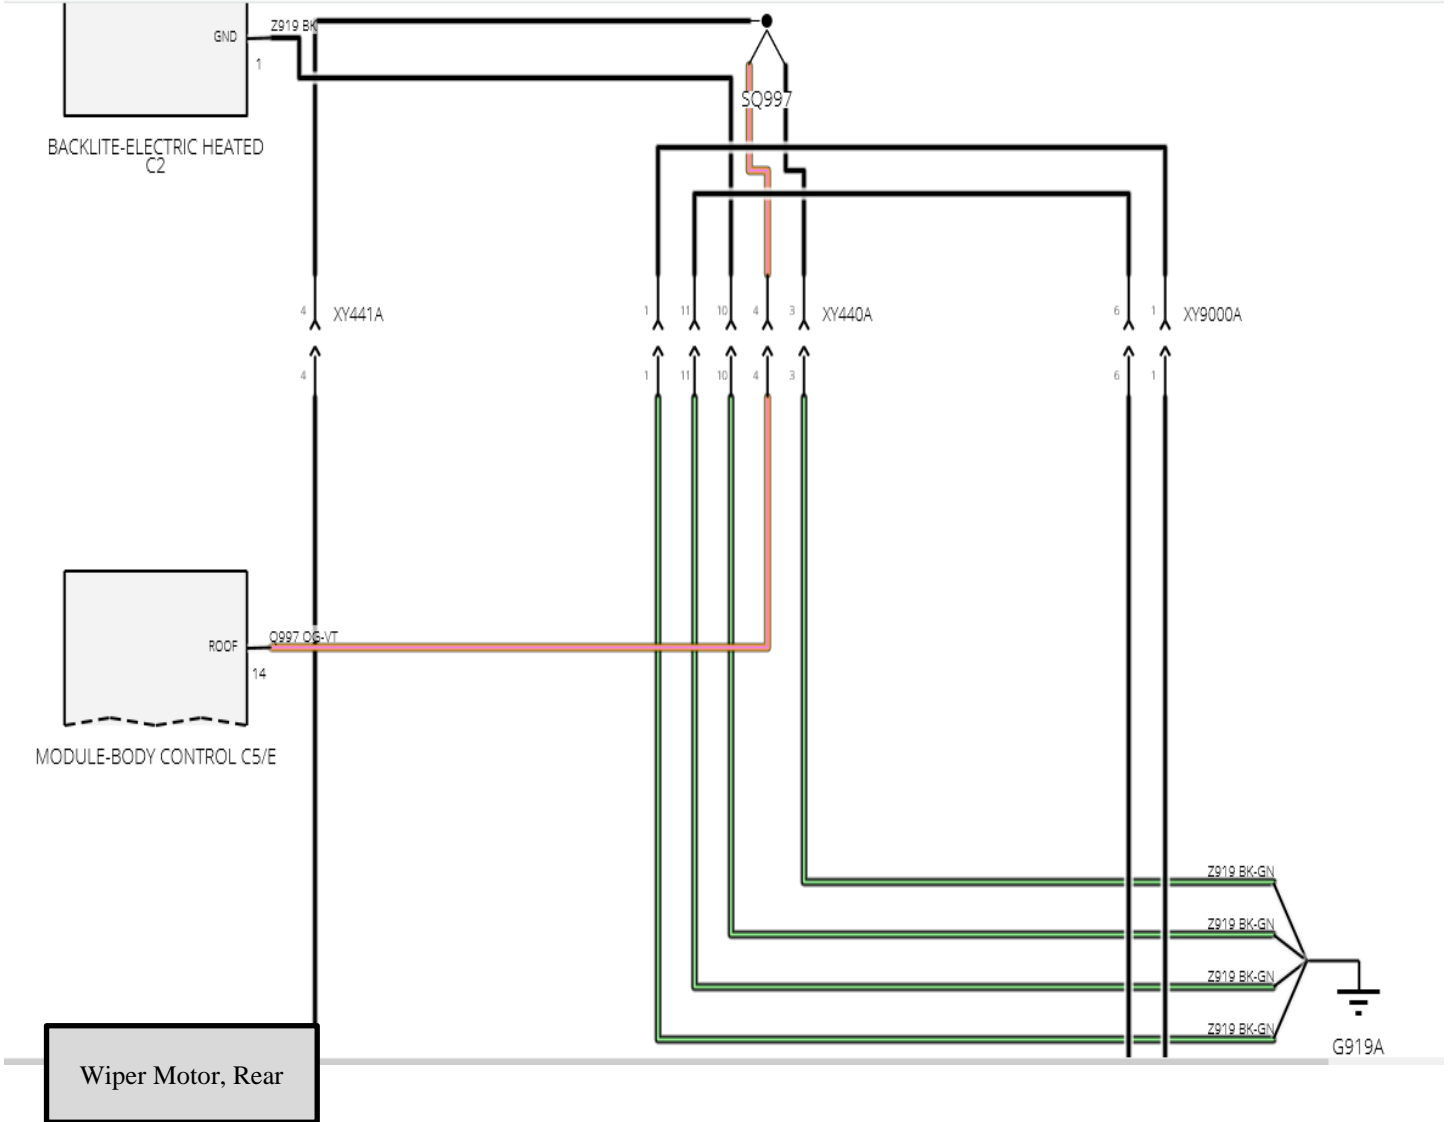 Z919 BK
GND
1
SQ997
BACKLITE-ELECTRIC HEATED
C2
4 XY441A
1 11 10 4 3 XY440A
6 1 XY9000A
4
1 11 10 4 3
6 1
Q997 OG-VT
ROOF
14
MODULE-BODY CONTROL C5/E
Z919 BK-GN
Z919 BK-GN
Z919 BK-GN
Z919 BK-GN
G919A
Wiper Motor, Rear